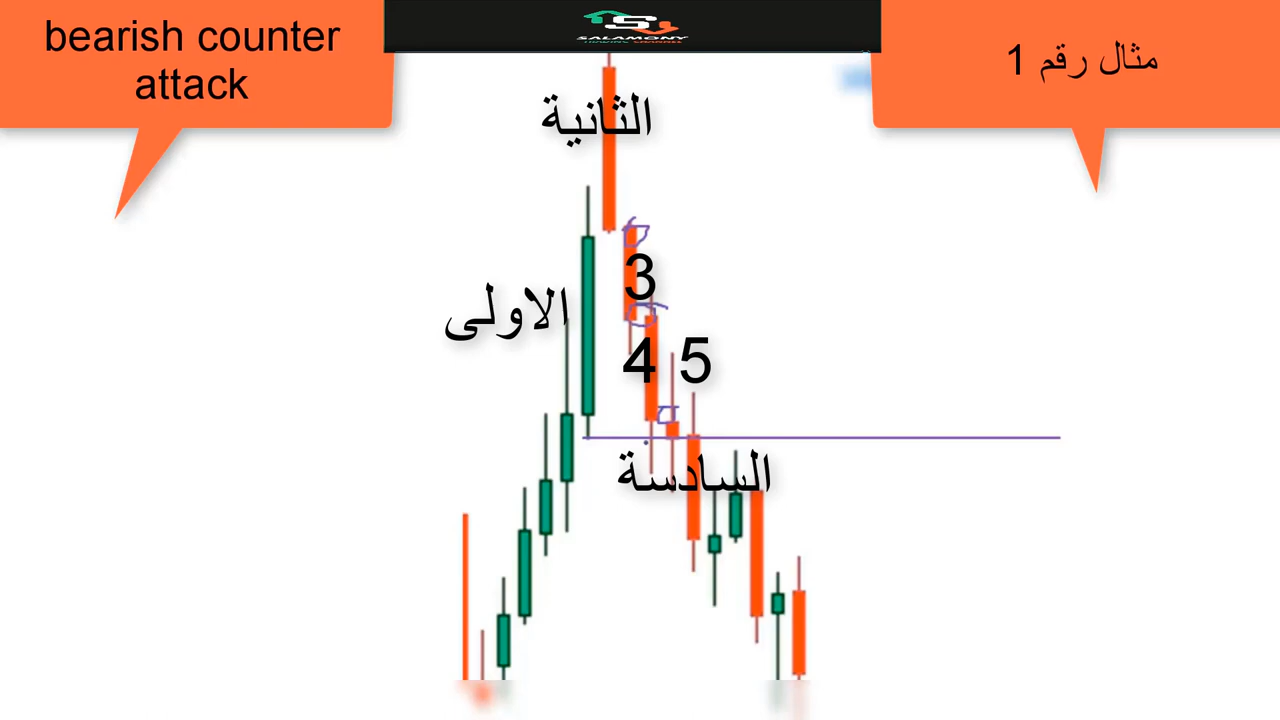 bearish counter
attack
SALAMONY
مثال رقم 1
الثانية
3
الاولى
4 5
السادسة